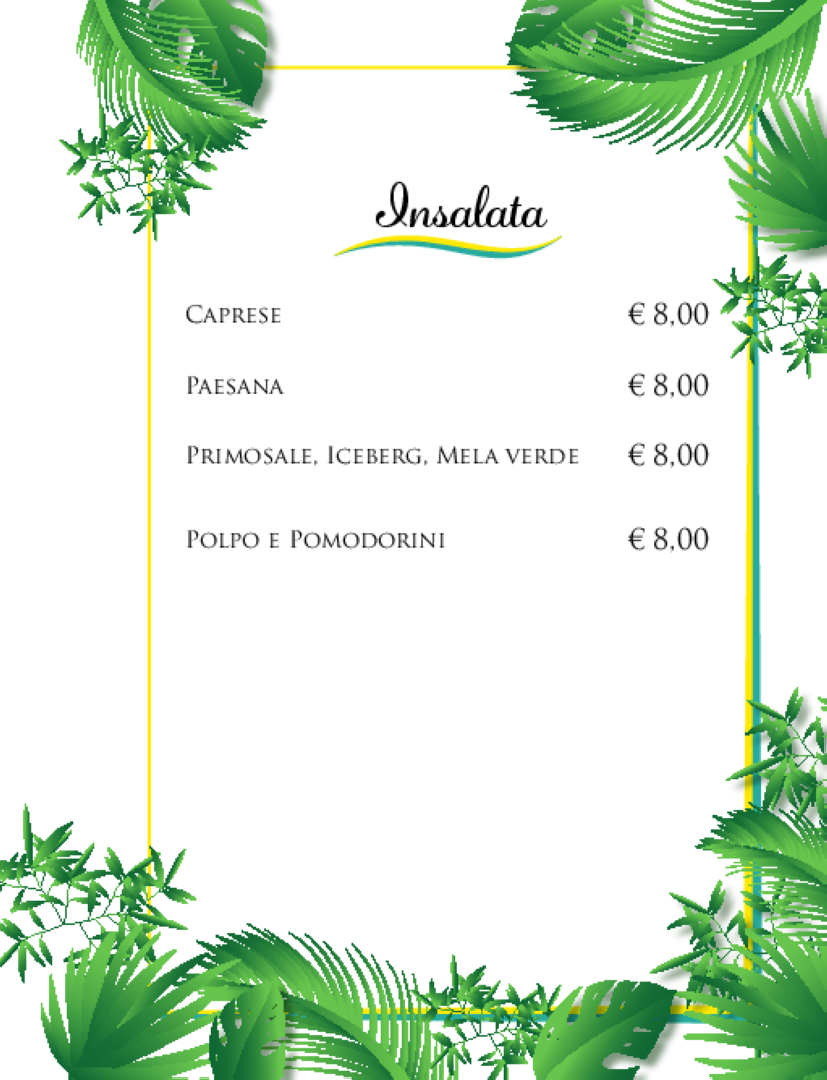 Insalata
Caprese € 8,00
Paesana € 8,00
Primosale, Iceberg, Mela verde € 8,00
Polpo e Pomodorini € 8,00